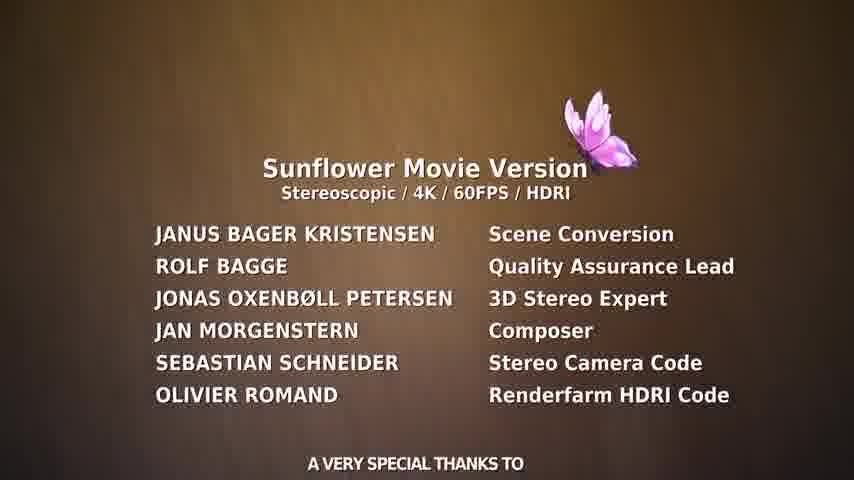 Sunflower Movie Version
Stereoscopic / 4K / 60FPS / HDRI
JANUS BAGER KRISTENSEN Scene Conversion
ROLF BAGGE Quality Assurance Lead
JONAS OXENBØLL PETERSEN 3D Stereo Expert
JAN MORGENSTERN Composer
SEBASTIAN SCHNEIDER Stereo Camera Code
OLIVIER ROMAND Renderfarm HDRI Code
A VERY SPECIAL THANKS TO